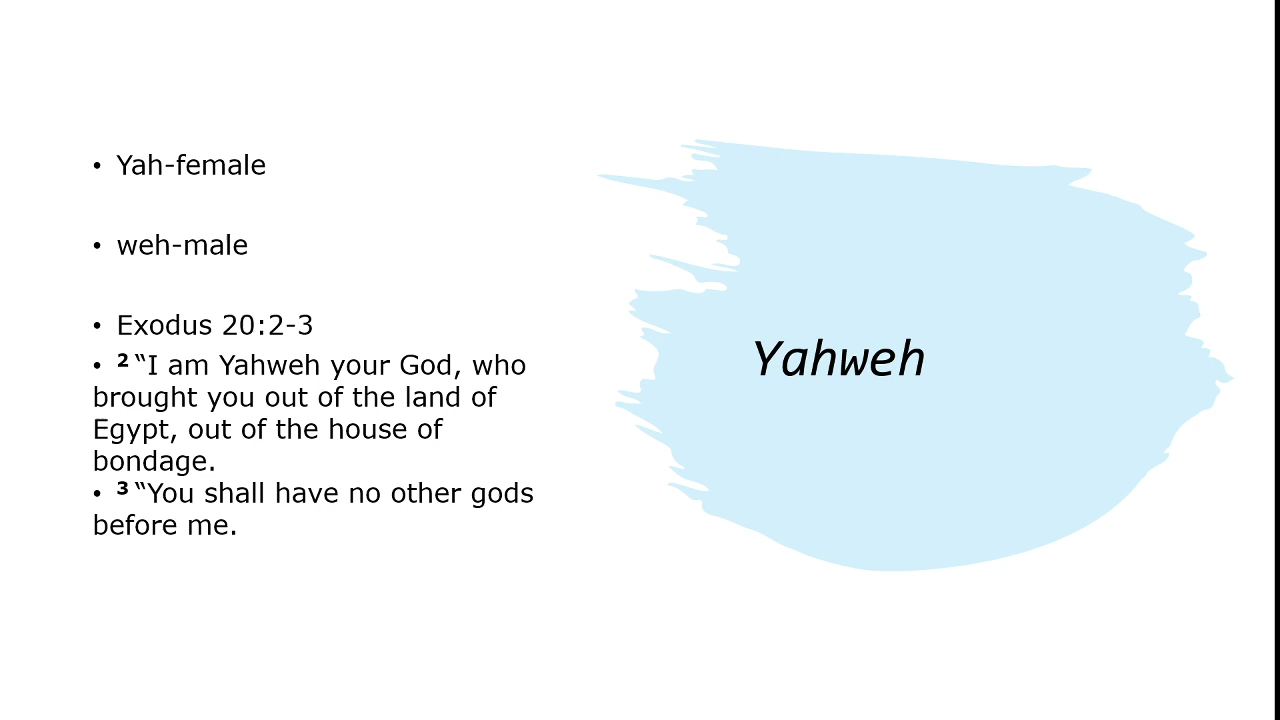 • Yah-female
• weh-male
• Exodus 20:2-3
• 2 “I am Yahweh your God, who
brought you out of the land of
Egypt, out of the house of
bondage.
• 3 “You shall have no other gods
before me.
Yahweh